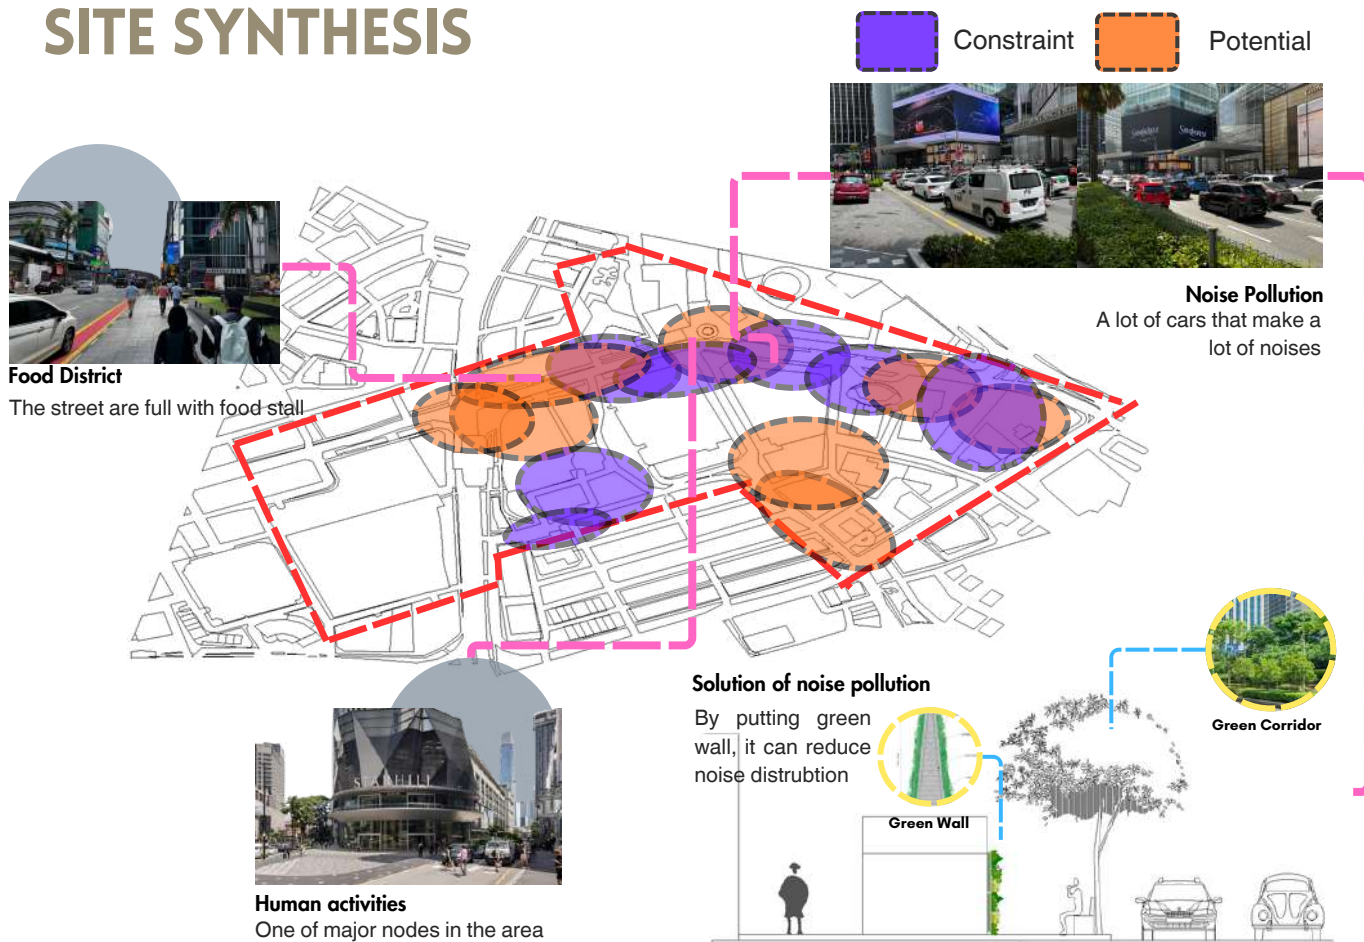 SITE SYNTHESIS
Constraint
Potential
Noise Pollution
A lot of cars that make a
lot of noises
Food District
The street are full with food stall
STARHILL
Human activities
One of major nodes in the area
Solution of noise pollution
By putting green
wall, it can reduce
noise distrubtion
Green Wall
Green Corridor